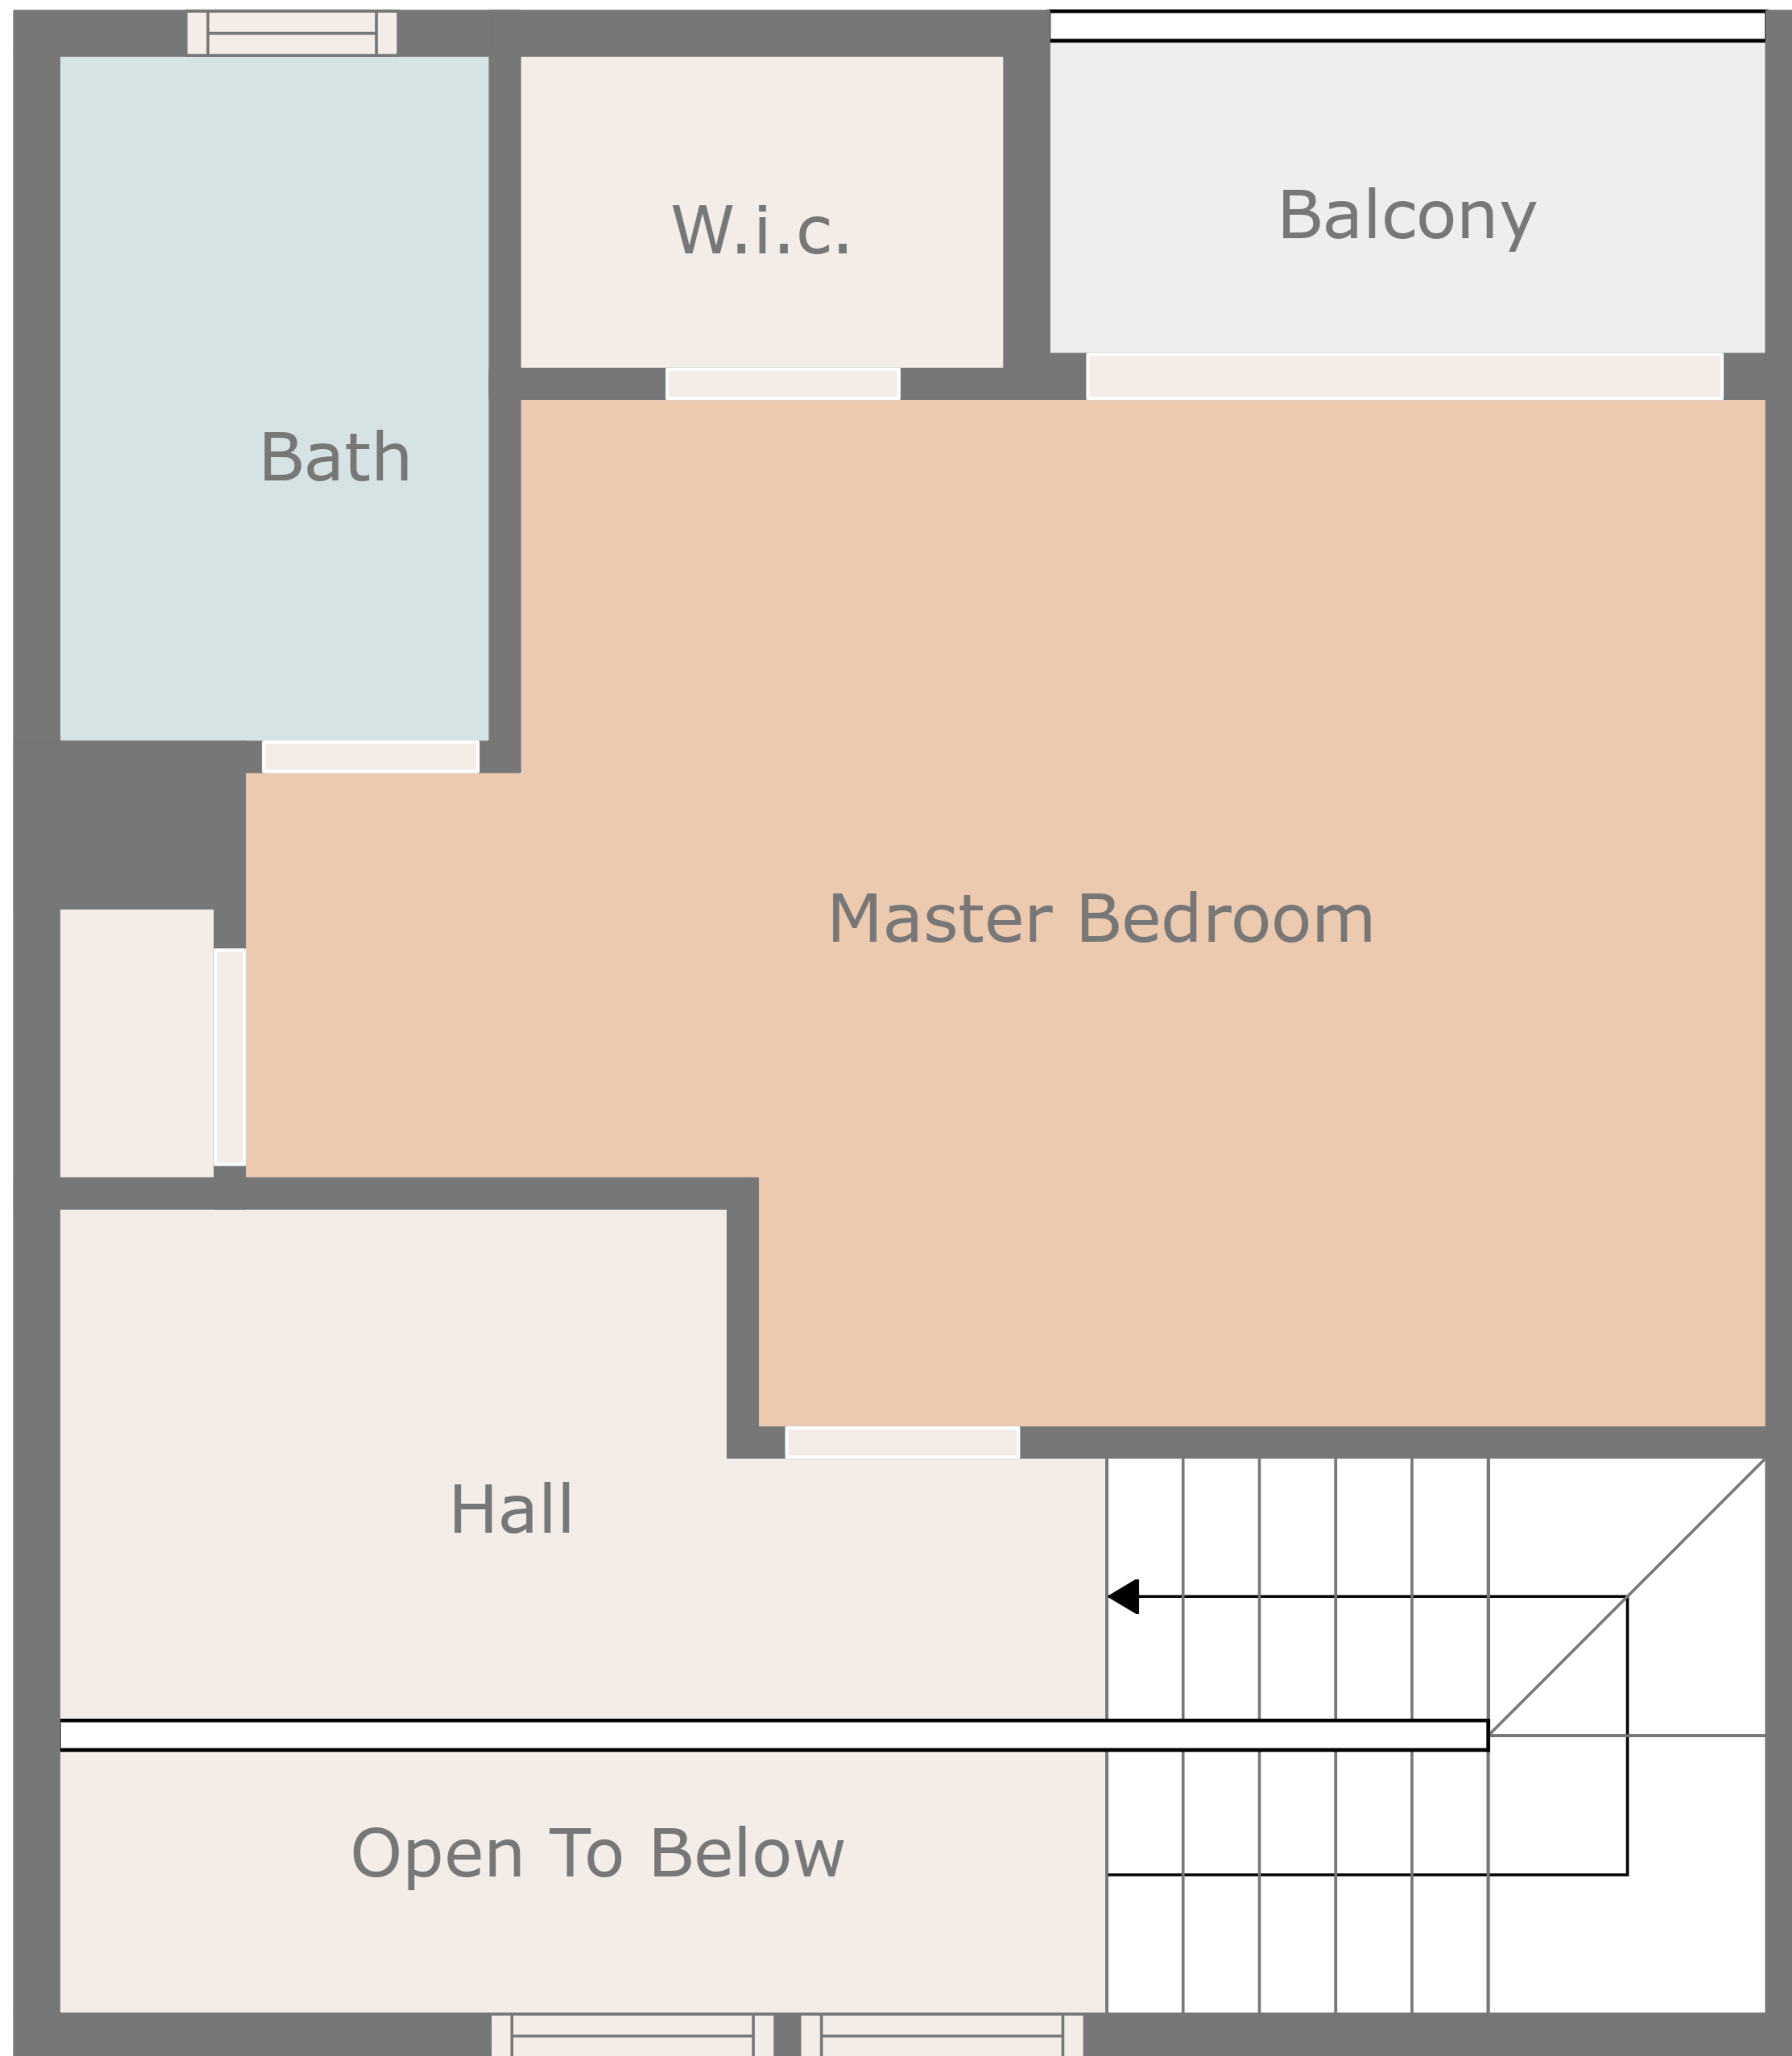 Balcony
W.i.c.
Bath
Master Bedroom
Hall
Open To Below